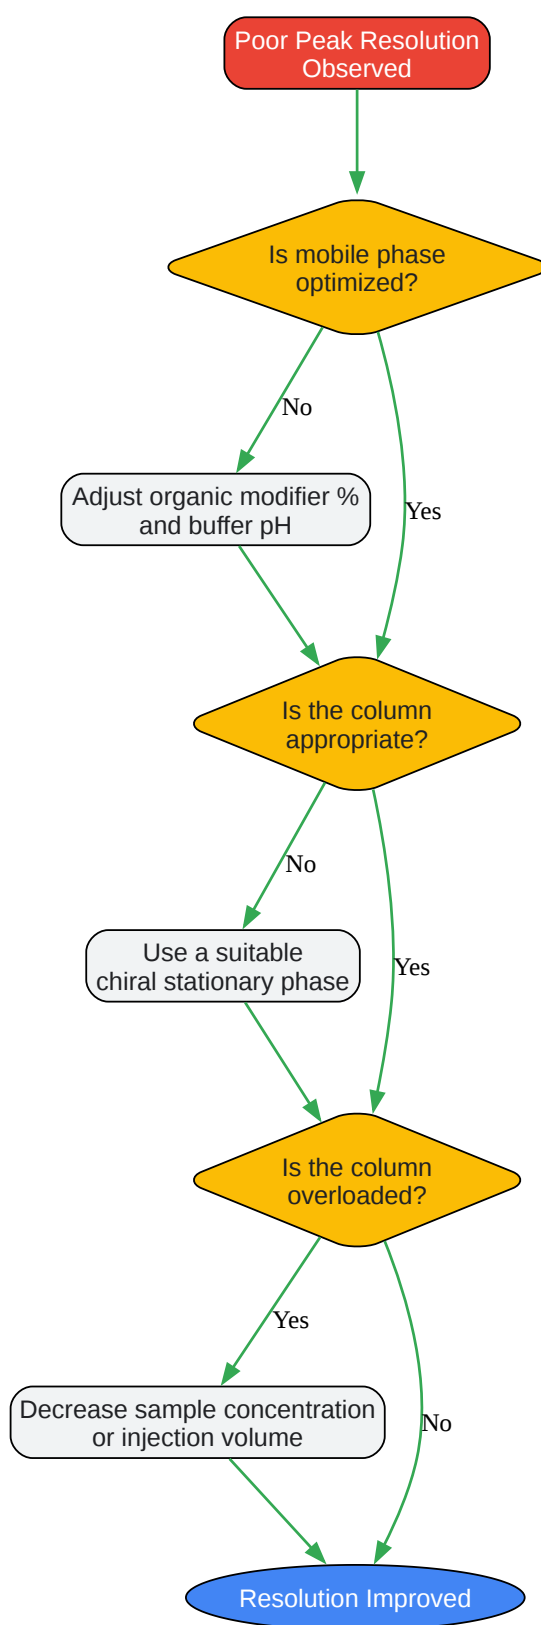 Poor Peak Resolution
Observed
Is mobile phase
optimized?
No
Adjust organic modifier %
and buffer pH
Yes
Is the column
appropriate?
No
Use a suitable
chiral stationary phase
Yes
Is the column
overloaded?
Yes
Decrease sample concentration
or injection volume
No
Resolution Improved